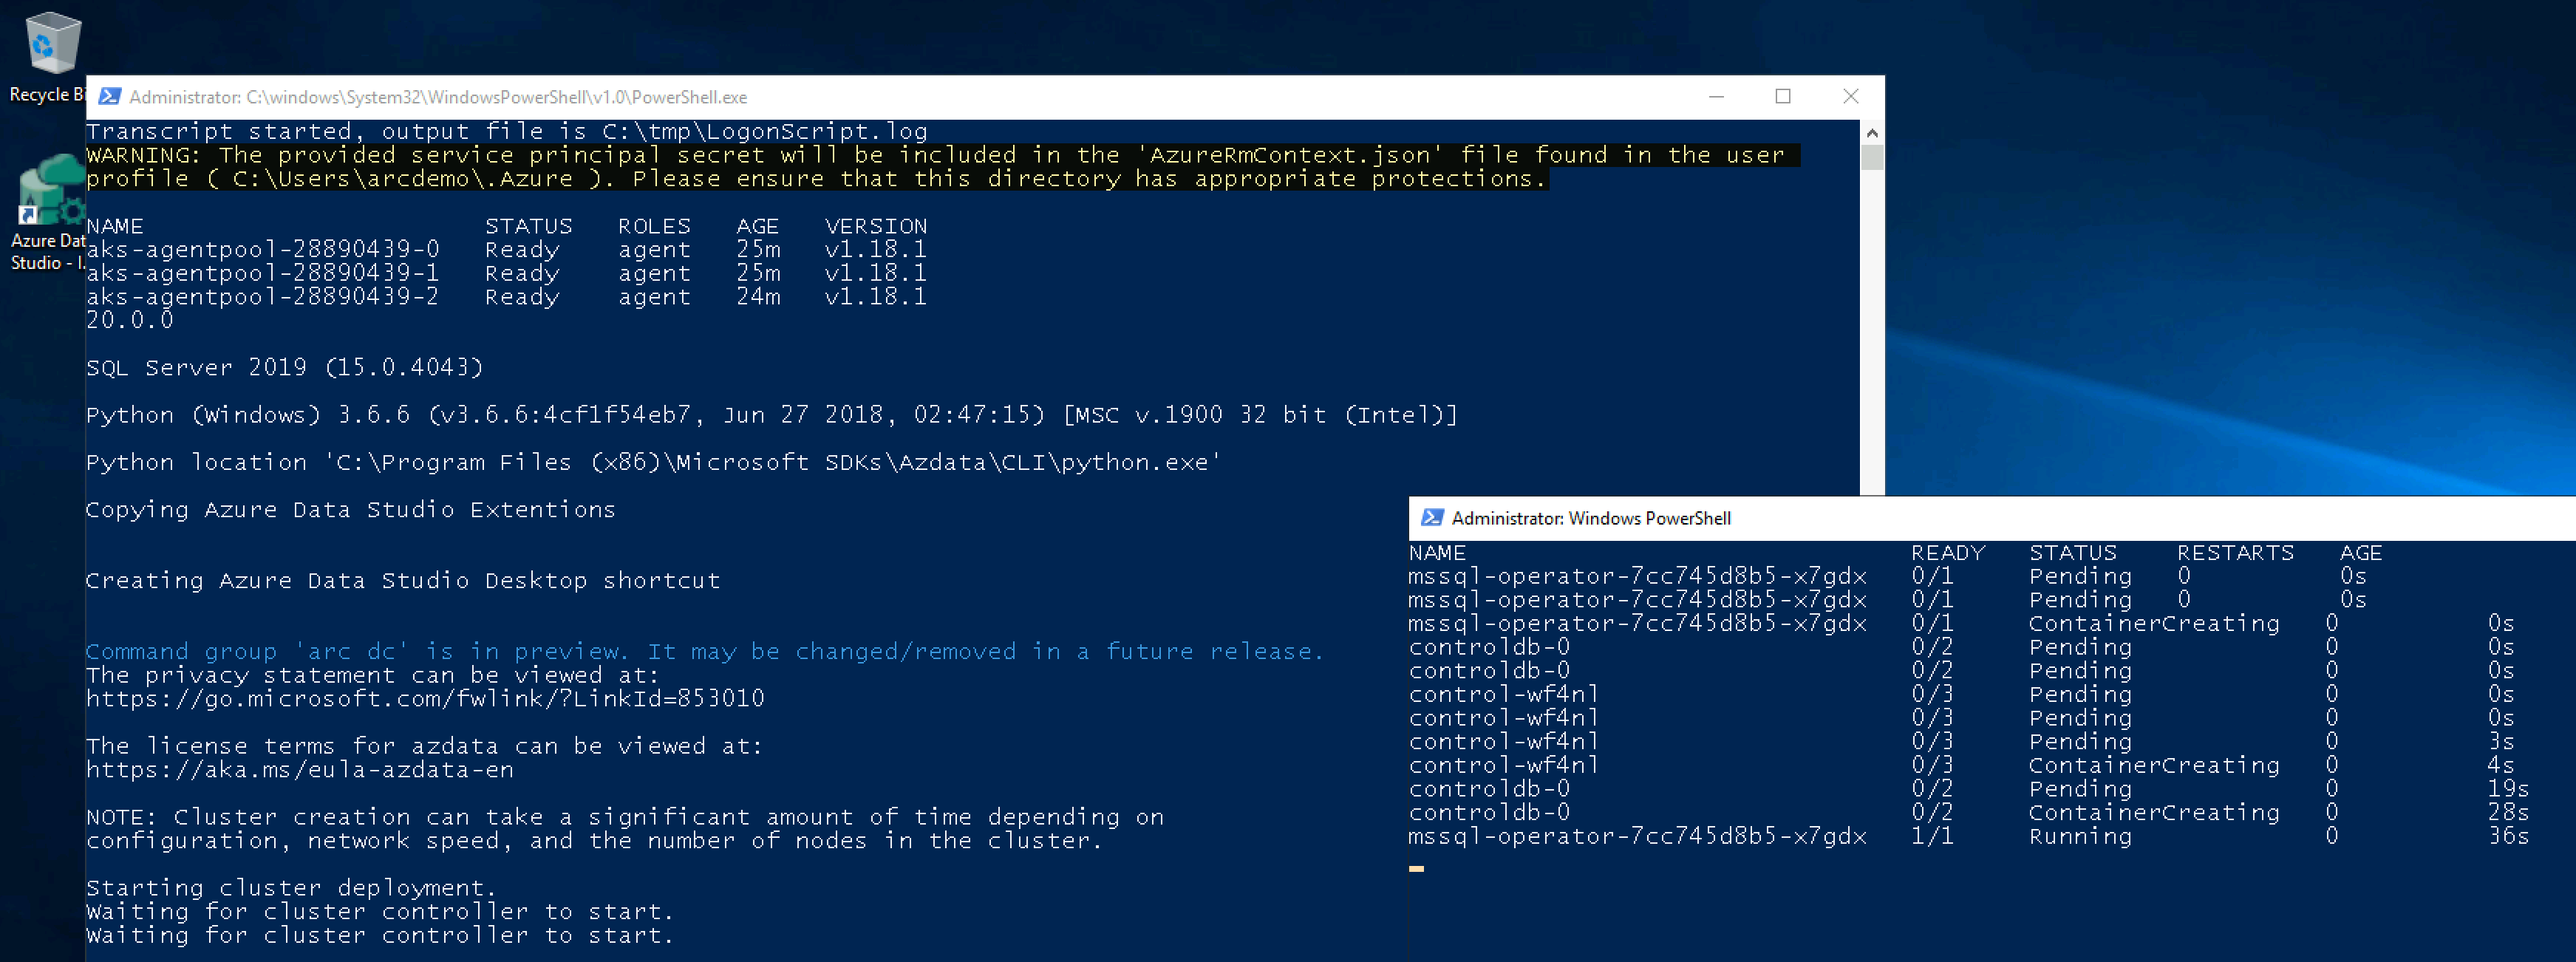 Recycle Bi
Azure Dat
Studio - I.
Administrator: C:\windows\System32\WindowsPowerShell\v1.0\PowerShell.exe
Transcript started, output file is C:\tmp\LogonScript.log
WARNING: The provided service principal secret will be included in the 'AzureRmContext.json' file found in the user
profile ( C:\Users\arcdemo\.Azure ). Please ensure that this directory has appropriate protections.
NAME STATUS ROLES AGE VERSION
aks-agentpool-28890439-0 Ready agent 25m v1.18.1
aks-agentpool-28890439-1 Ready agent 25m v1.18.1
aks-agentpool-28890439-2 Ready agent 24m v1.18.1
20.0.0
SQL Server 2019 (15.0.4043)
Python (Windows) 3.6.6 (v3.6.6:4cf1f54eb7, Jun 27 2018, 02:47:15) [MSC v.1900 32 bit (Intel)]
Python location 'C:\Program Files (x86)\Microsoft SDKs\Azdata\CLI\python.exe'
Copying Azure Data Studio Extentions
Creating Azure Data Studio Desktop shortcut
Command group 'arc dc' is in preview. It may be changed/removed in a future release.
The privacy statement can be viewed at:
https://go.microsoft.com/fwlink/?LinkId=853010
The license terms for azdata can be viewed at:
https://aka.ms/eula-azdata-en
NOTE: Cluster creation can take a significant amount of time depending on
configuration, network speed, and the number of nodes in the cluster.
Starting cluster deployment.
Waiting for cluster controller to start.
Waiting for cluster controller to start.
Administrator: Windows PowerShell
NAME READY STATUS RESTARTS AGE
mssql-operator-7cc745d8b5-x7gdx 0/1 Pending 0 0s
mssql-operator-7cc745d8b5-x7gdx 0/1 Pending 0 0s
mssql-operator-7cc745d8b5-x7gdx 0/1 ContainerCreating 0 0s
controldb-0 0/2 Pending 0 0s
controldb-0 0/2 Pending 0 0s
control-wf4nl 0/3 Pending 0 0s
control-wf4nl 0/3 Pending 0 0s
control-wf4nl 0/3 Pending 0 3s
control-wf4nl 0/3 ContainerCreating 0 4s
controldb-0 0/2 Pending 0 19s
controldb-0 0/2 ContainerCreating 0 28s
mssql-operator-7cc745d8b5-x7gdx 1/1 Running 0 36s